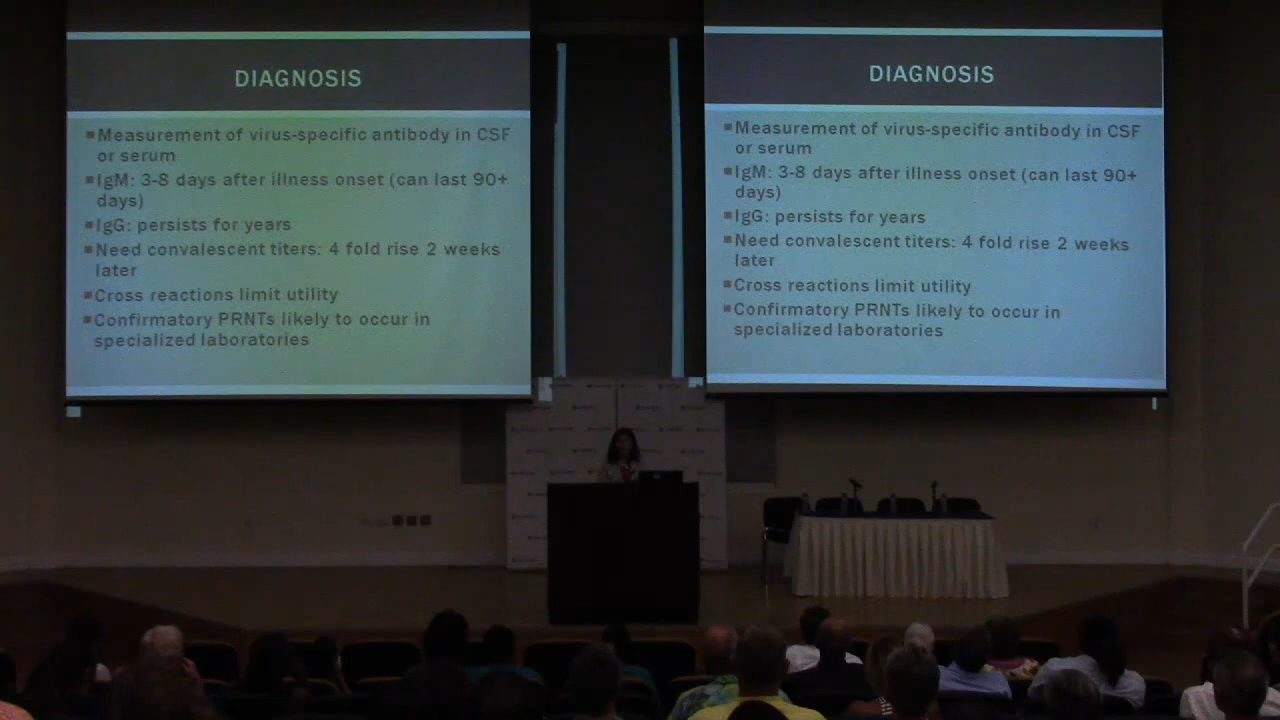 DIAGNOSIS
▪Measurement of virus-specific antibody in CSF
or serum
▪IgM: 3-8 days after illness onset (can last 90+
days)
▪IgG: persists for years
▪Need convalescent titers: 4 fold rise 2 weeks
later
▪Cross reactions limit utility
▪Confirmatory PRNTs likely to occur in
specialized laboratories
DIAGNOSIS
▪Measurement of virus-specific antibody in CSF
or serum
▪IgM: 3-8 days after illness onset (can last 90+
days)
▪IgG: persists for years
▪Need convalescent titers: 4 fold rise 2 weeks
later
▪Cross reactions limit utility
▪Confirmatory PRNTs likely to occur in
specialized laboratories